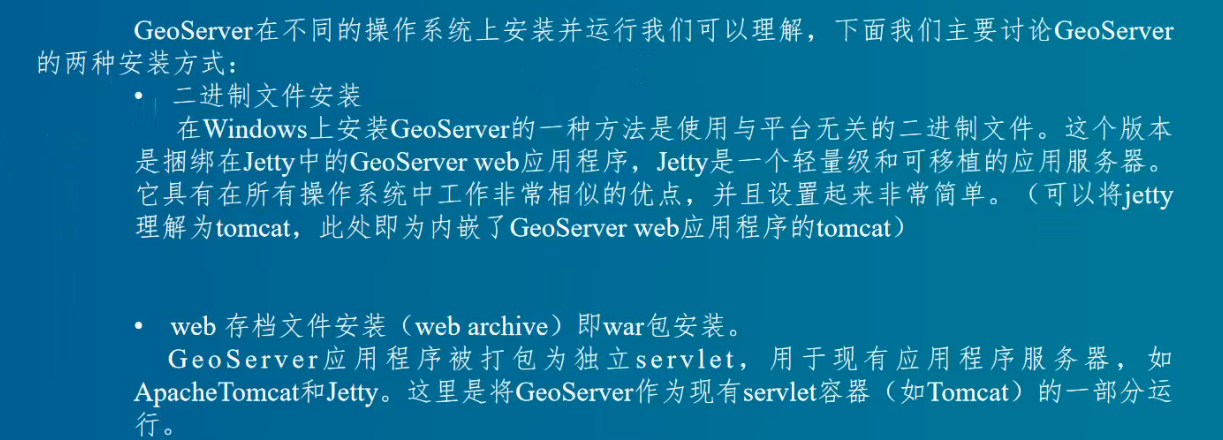 GeoServer在不同的操作系统上安装并运行我们可以理解，下面我们主要讨论GeoServer
的两种安装方式：
• 二进制文件安装
在Windows上安装GeoServer的一种方法是使用与平台无关的二进制文件。这个版本
是捆绑在Jetty中的GeoServer web应用程序，Jetty是一个轻量级和可移植的应用服务器。
它具有在所有操作系统中工作非常相似的优点，并且设置起来非常简单。（可以将jetty
理解为tomcat，此处即为内嵌了GeoServer web应用程序的tomcat）
• web 存档文件安装（web archive）即war包安装。
GeoServer应用程序被打包为独立servlet，用于现有应用程序服务器，如
ApacheTomcat和Jetty。这里是将GeoServer作为现有servlet容器（如Tomcat）的一部分运
行。